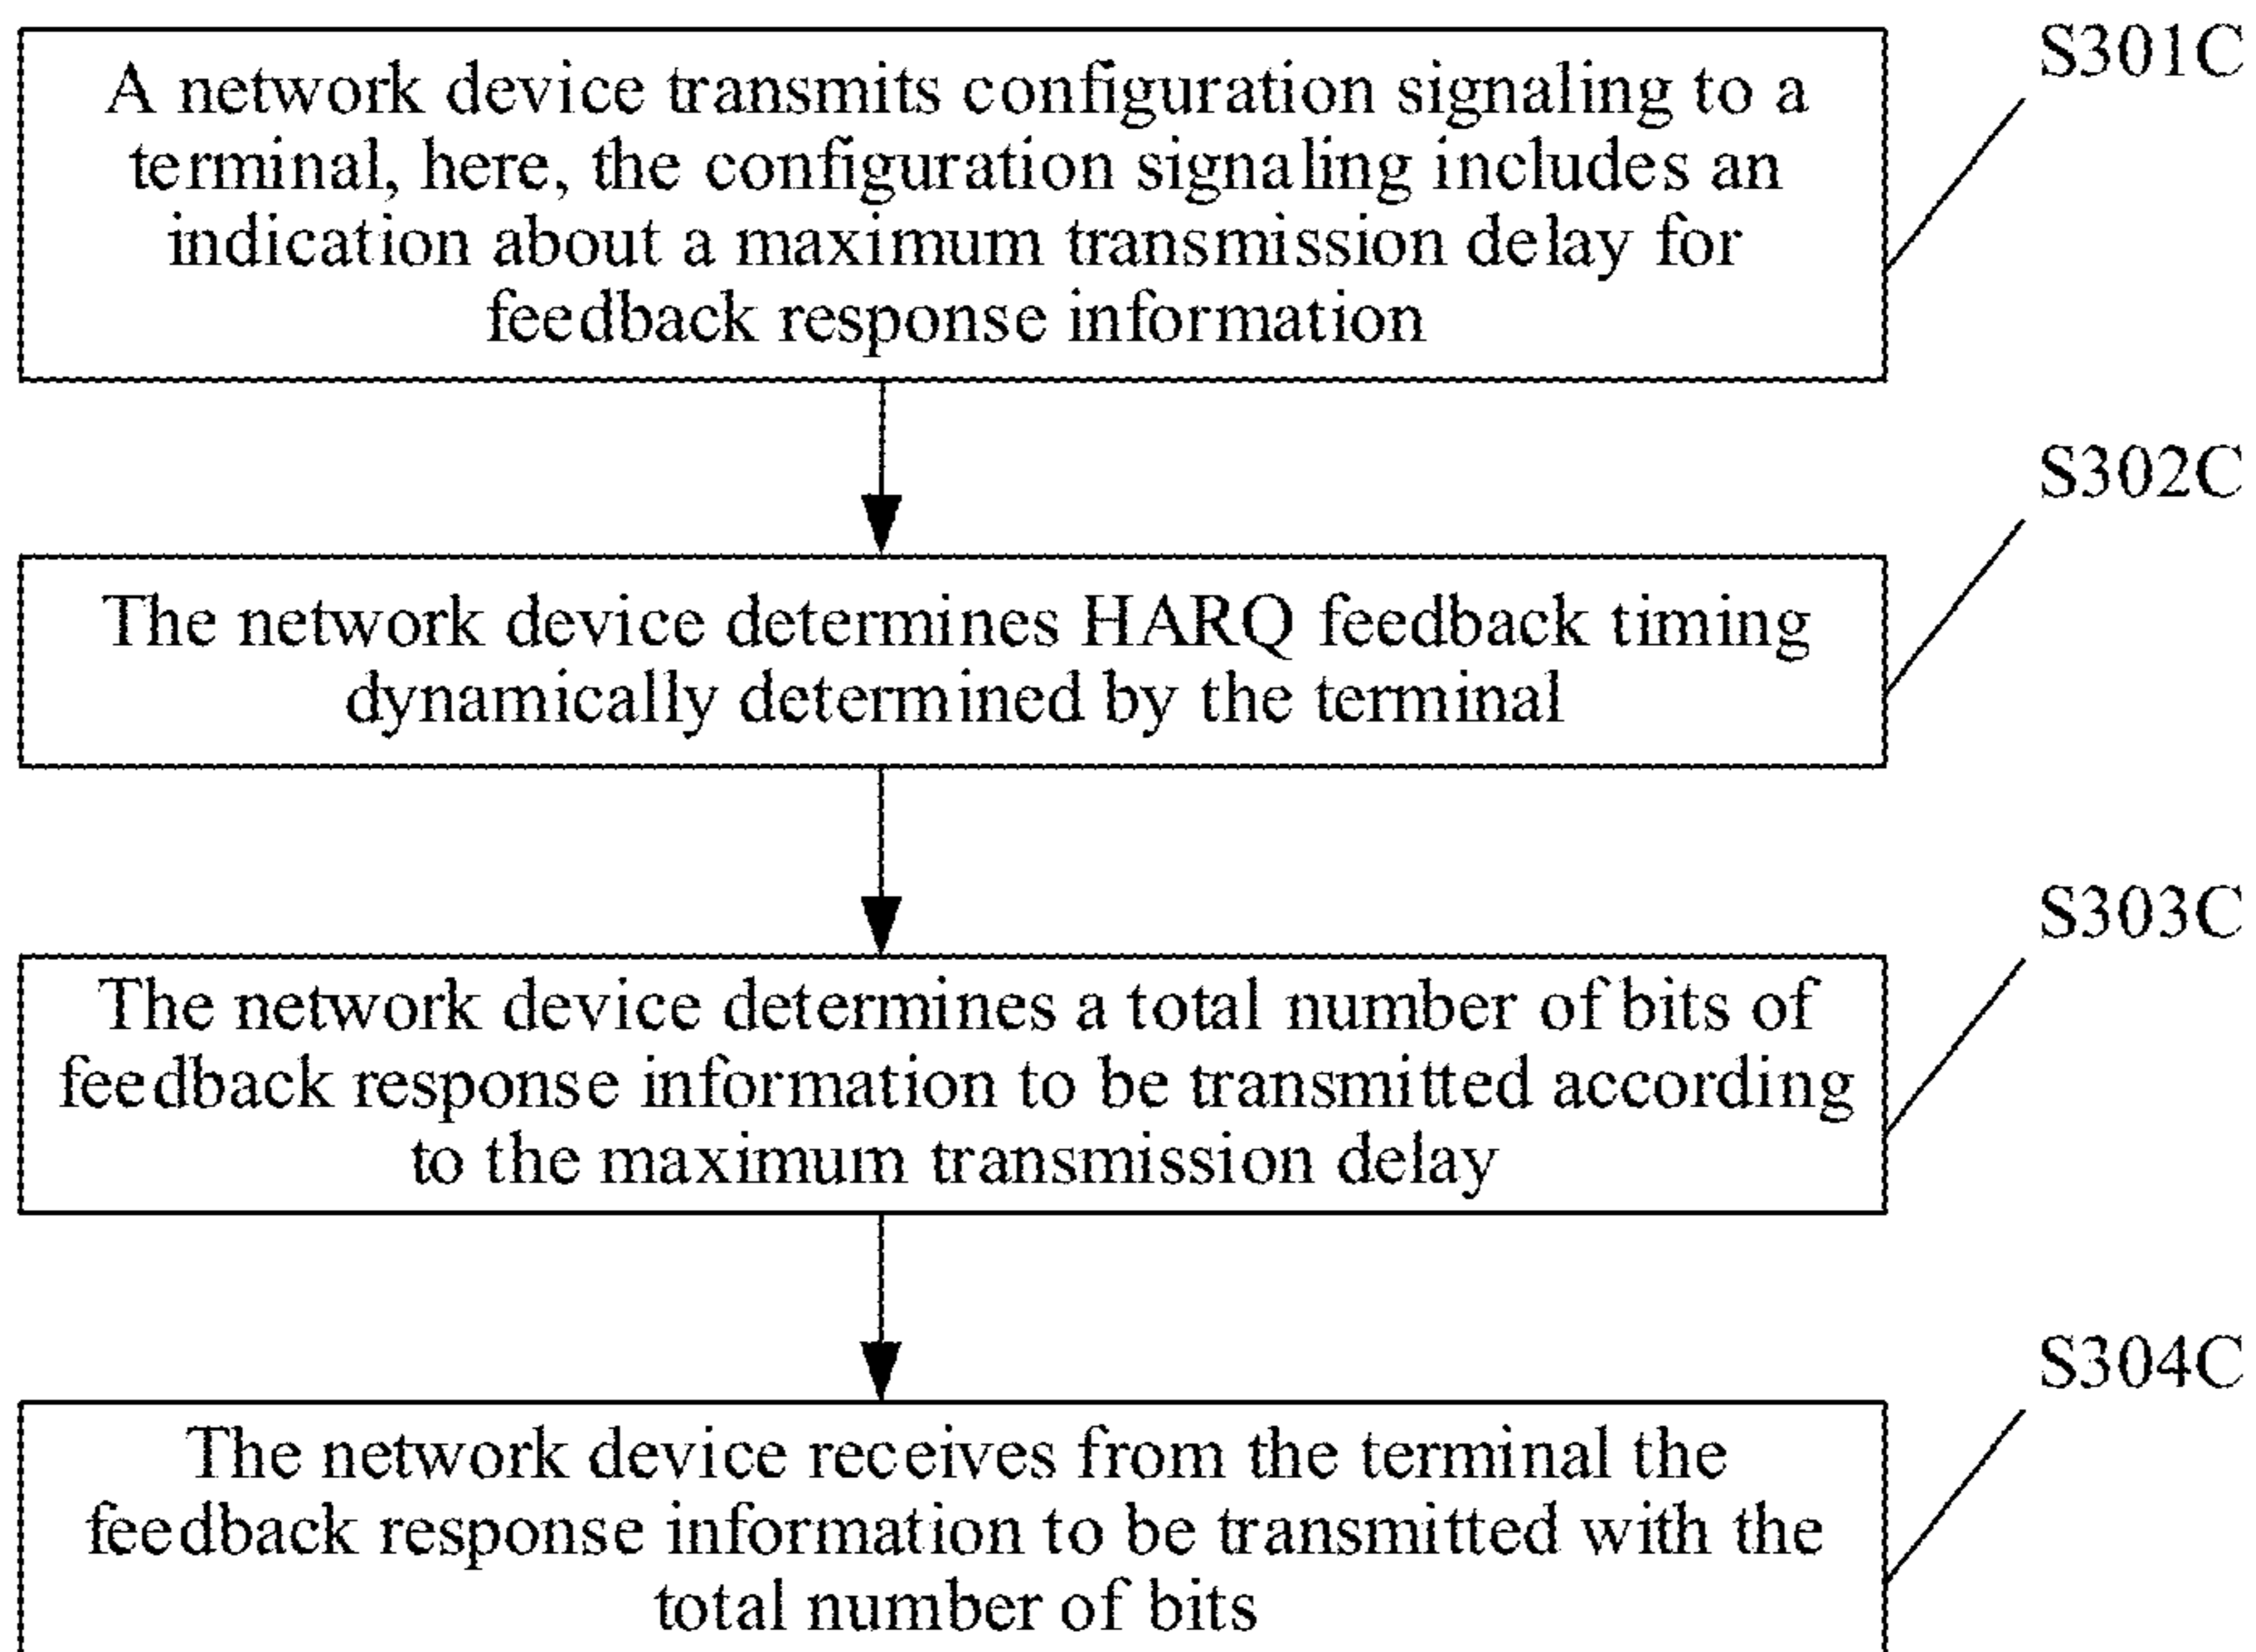 S301C
A network device transmits configuration signaling to a
terminal, here, the configuration signaling includes an
indication about a maximum transmission delay for
feedback response information
S302C
The network device determines HARQ feedback timing
dynamically determined by the terminal
S303C
The network device determines a total number of bits of
feedback response information to be transmitted according
to the maximum transmission delay
S304C
The network device receives from the terminal the
feedback response information to be transmitted with the
total number of bits